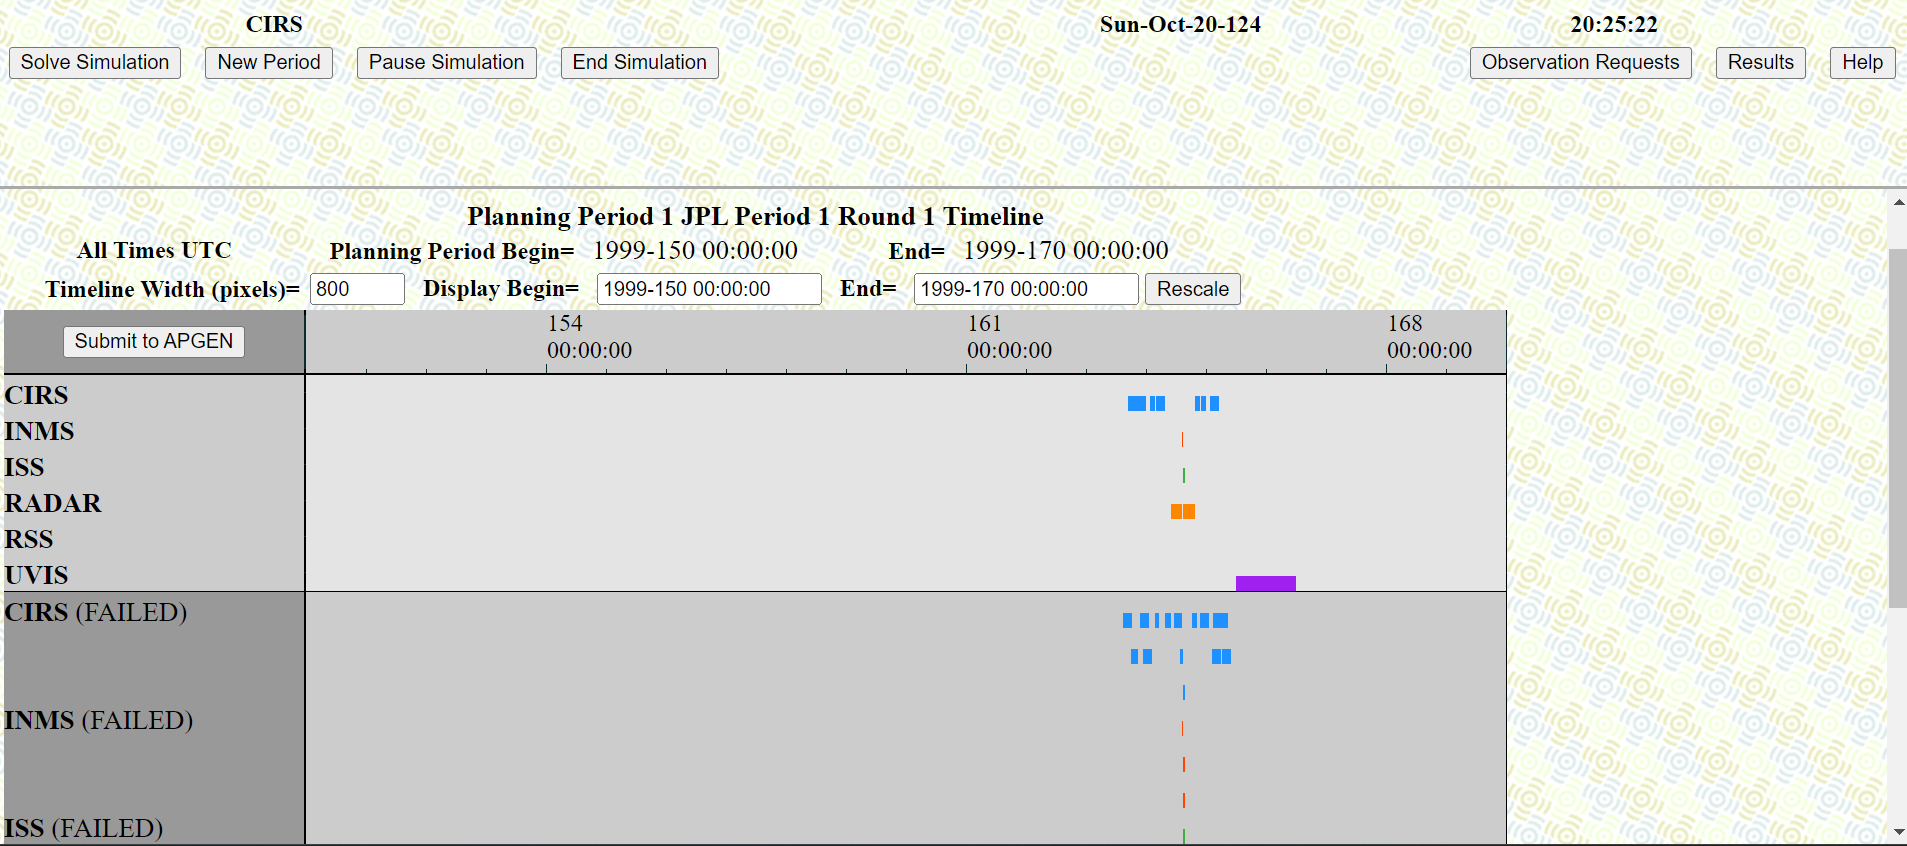 CIRS Sun-Oct-20-124 20:25:22
Solve Simulation New Period Pause Simulation End Simulation Observation Requests Results Help
Planning Period 1 JPL Period 1 Round 1 Timeline
All Times UTC Planning Period Begin= 1999-150 00:00:00 End= 1999-170 00:00:00
Timeline Width (pixels)= 800 Display Begin= 1999-150 00:00:00 End= 1999-170 00:00:00 Rescale
Submit to APGEN
154 161 168
00:00:00 00:00:00 00:00:00
CIRS
INMS
ISS
RADAR
RSS
UVIS
CIRS (FAILED)
INMS (FAILED)
ISS (FAILED)